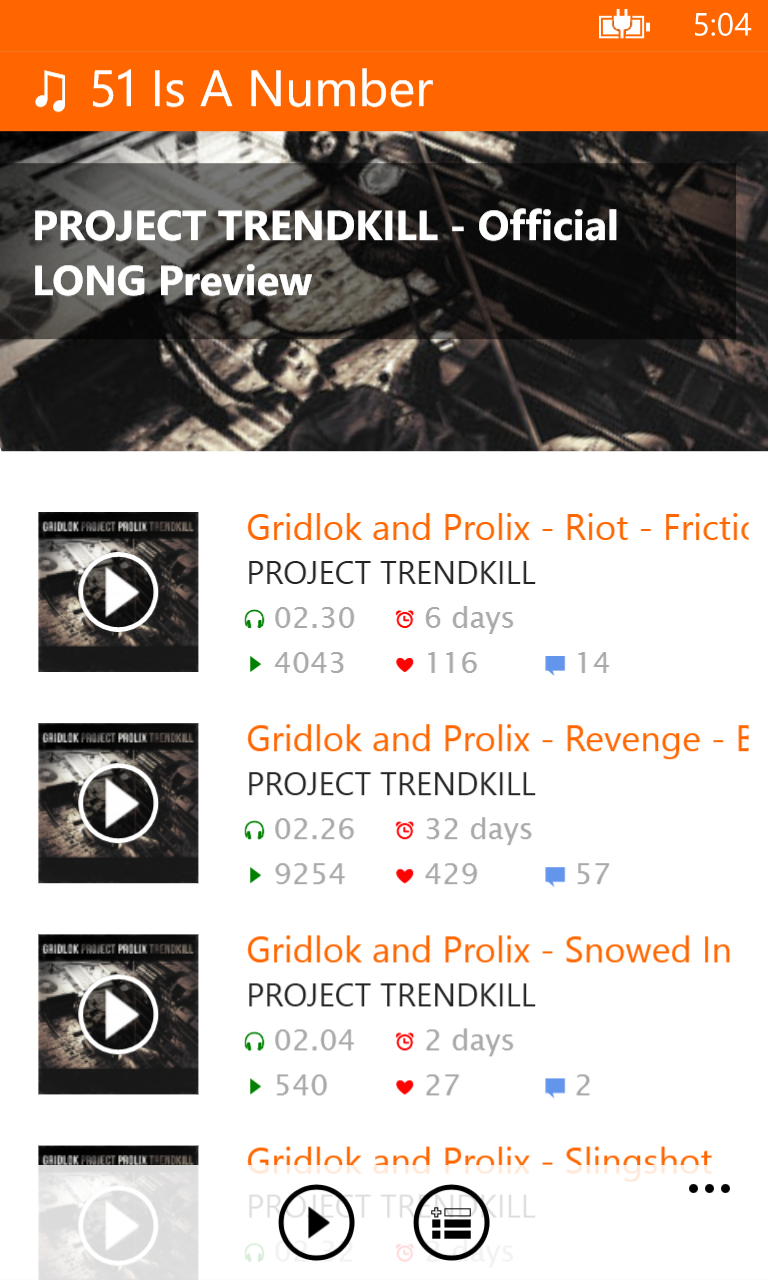 5:04
51 Is A Number
PROJECT TRENDKILL - Official
LONG Preview
GRIDLOK PROJECT PROLIX TRENDKILL
Gridlok and Prolix - Riot - Frictic
PROJECT TRENDKILL
02.30 6 days
4043 116 14
GRIDLOK PROJECT PROLIX TRENDKILL
Gridlok and Prolix - Revenge - E
PROJECT TRENDKILL
02.26 32 days
9254 429 57
GRIDLOK PROJECT PROLIX TRENDKILL
Gridlok and Prolix - Snowed In
PROJECT TRENDKILL
02.04 2 days
540 27 2
GRIDLOK PROJECT PROLIX TRENDKILL
Gridlok and Prolix - Slingshot
PROJECT TRENDKILL
02:32 days